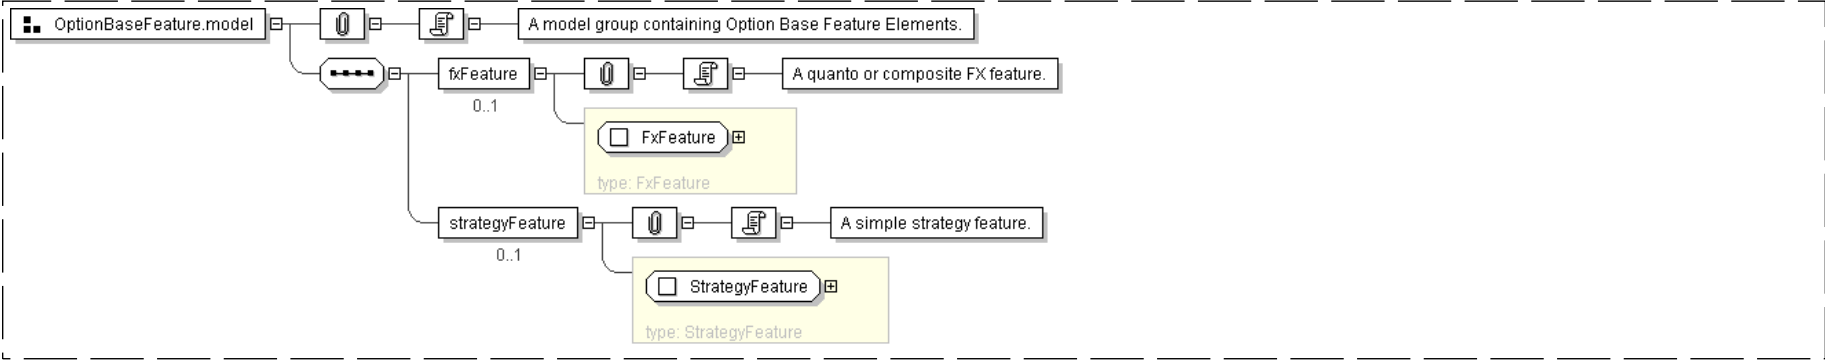 OptionBaseFeature.model
A model group containing Option Base Feature Elements.
fxFeature
A quanto or composite FX feature.
0..1
FxFeature
type: FxFeature
strategyFeature
A simple strategy feature.
0..1
StrategyFeature
type: StrategyFeature